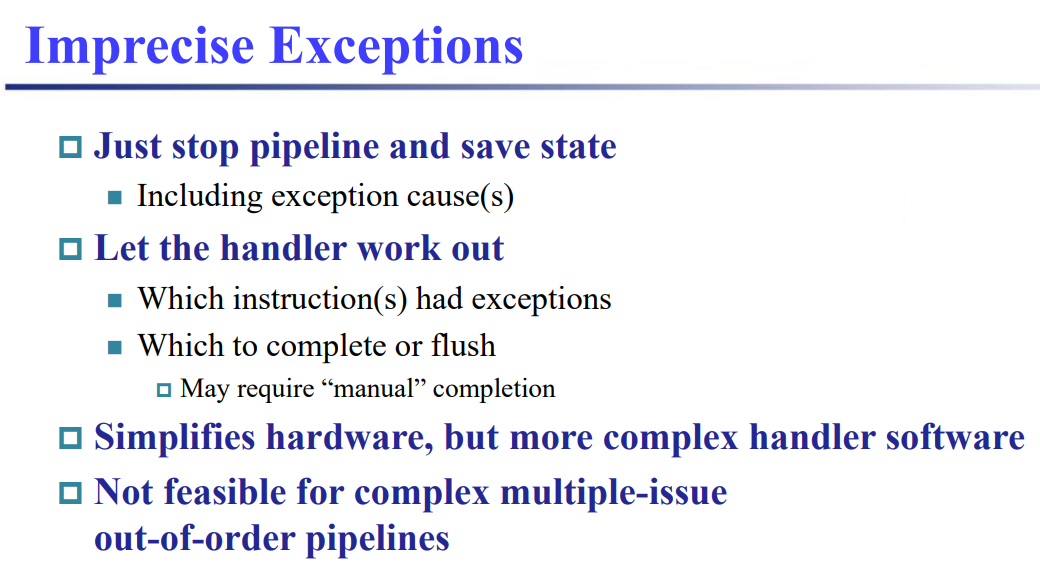 Imprecise Exceptions
Just stop pipeline and save state
Including exception cause(s)
Let the handler work out
Which instruction(s) had exceptions
Which to complete or flush
May require “manual” completion
Simplifies hardware, but more complex handler software
Not feasible for complex multiple-issue
out-of-order pipelines